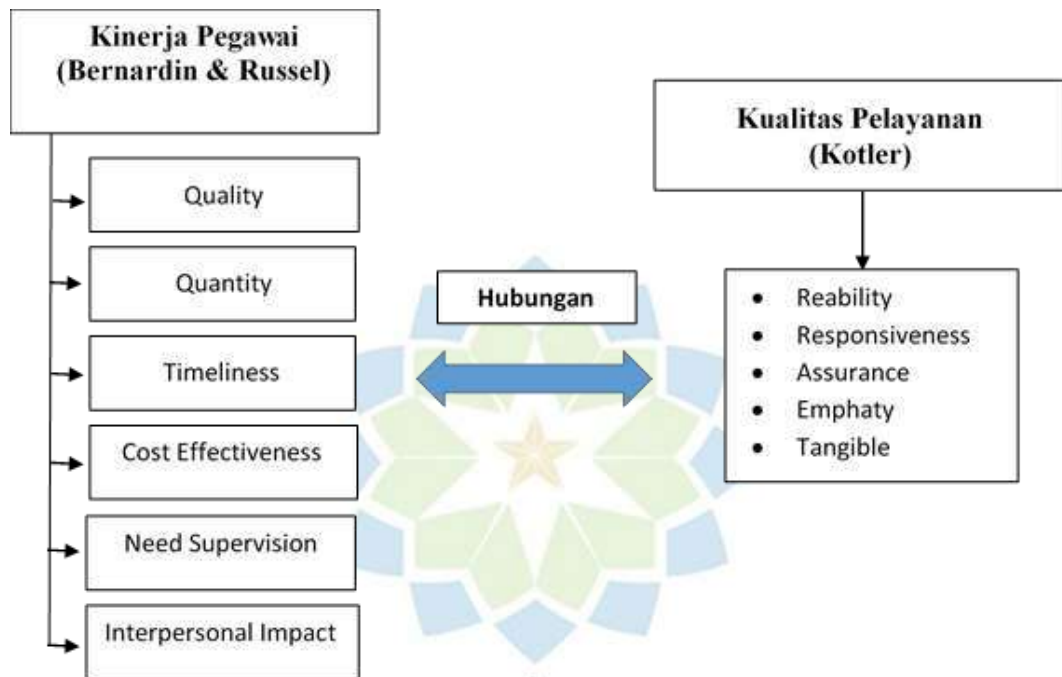 Kinerja Pegawai
(Bernardin & Russel)
Quality
Quantity
Timeliness
Cost Effectiveness
Need Supervision
Interpersonal Impact
Hubungan
Kualitas Pelayanan
(Kotler)
• Reability
• Responsiveness
• Assurance
• Emphaty
• Tangible